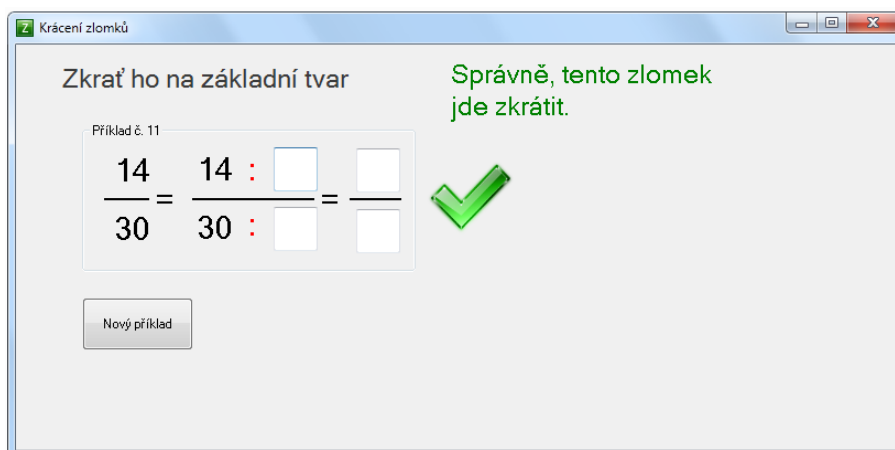 Z Krácení zlomků
Zkrať ho na základní tvar
Správně, tento zlomek
jde zkrátit.
Příklad č. 11
14 = 14 : =
30 30 :
Nový příklad